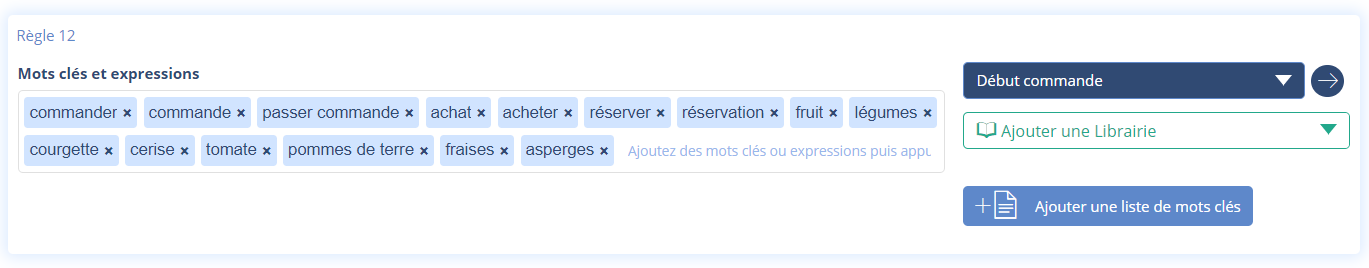 Règle 12
Mots clés et expressions
commander × commande × passer commande × achat × acheter × réserver × réservation × fruit × légumes ×
courgette × cerise × tomate × pommes de terre × fraises × asperges × Ajoutez des mots clés ou expressions puis appu
Début commande
Ajouter une Librairie
Ajouter une liste de mots clés